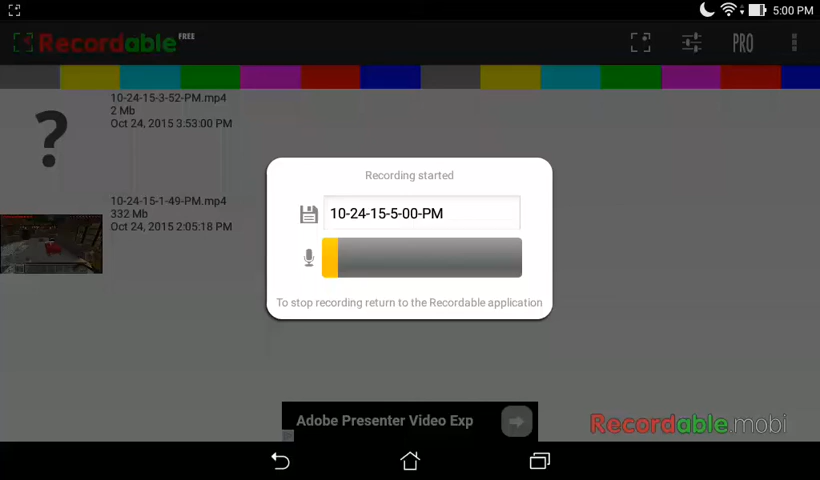 5:00 PM
Recordable FREE
PRO
10-24-15-3-52-PM.mp4
2 Mb
Oct 24, 2015 3.53:00 PM
?
10-24-15-1-49-PM.mp4
332 Mb
Oct 24, 2015 2:05:18 PM
Recording started
10-24-15-5-00-PM
To stop recording return to the Recordable application
Adobe Presenter Video Exp
Recordable.mobi